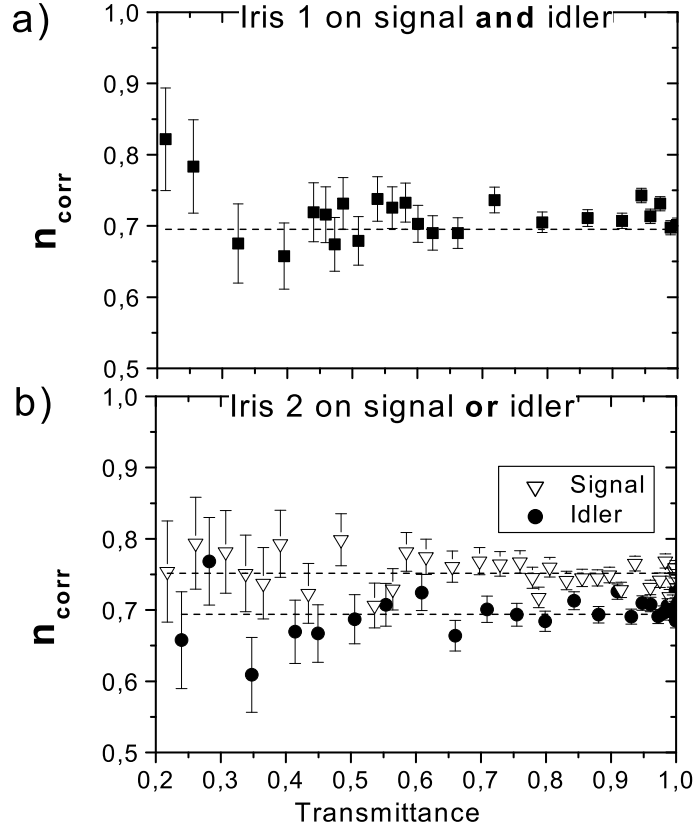 a)
Iris 1 on signal and idler
1,0
0,9
0,8
0,7
0,6
0,5
n corr
b)
Iris 2 on signal or idler
1,0
0,9
0,8
0,7
0,6
0,5
n corr
Signal
Idler
0,2 0,3 0,4 0,5 0,6 0,7 0,8 0,9 1,0
Transmittance